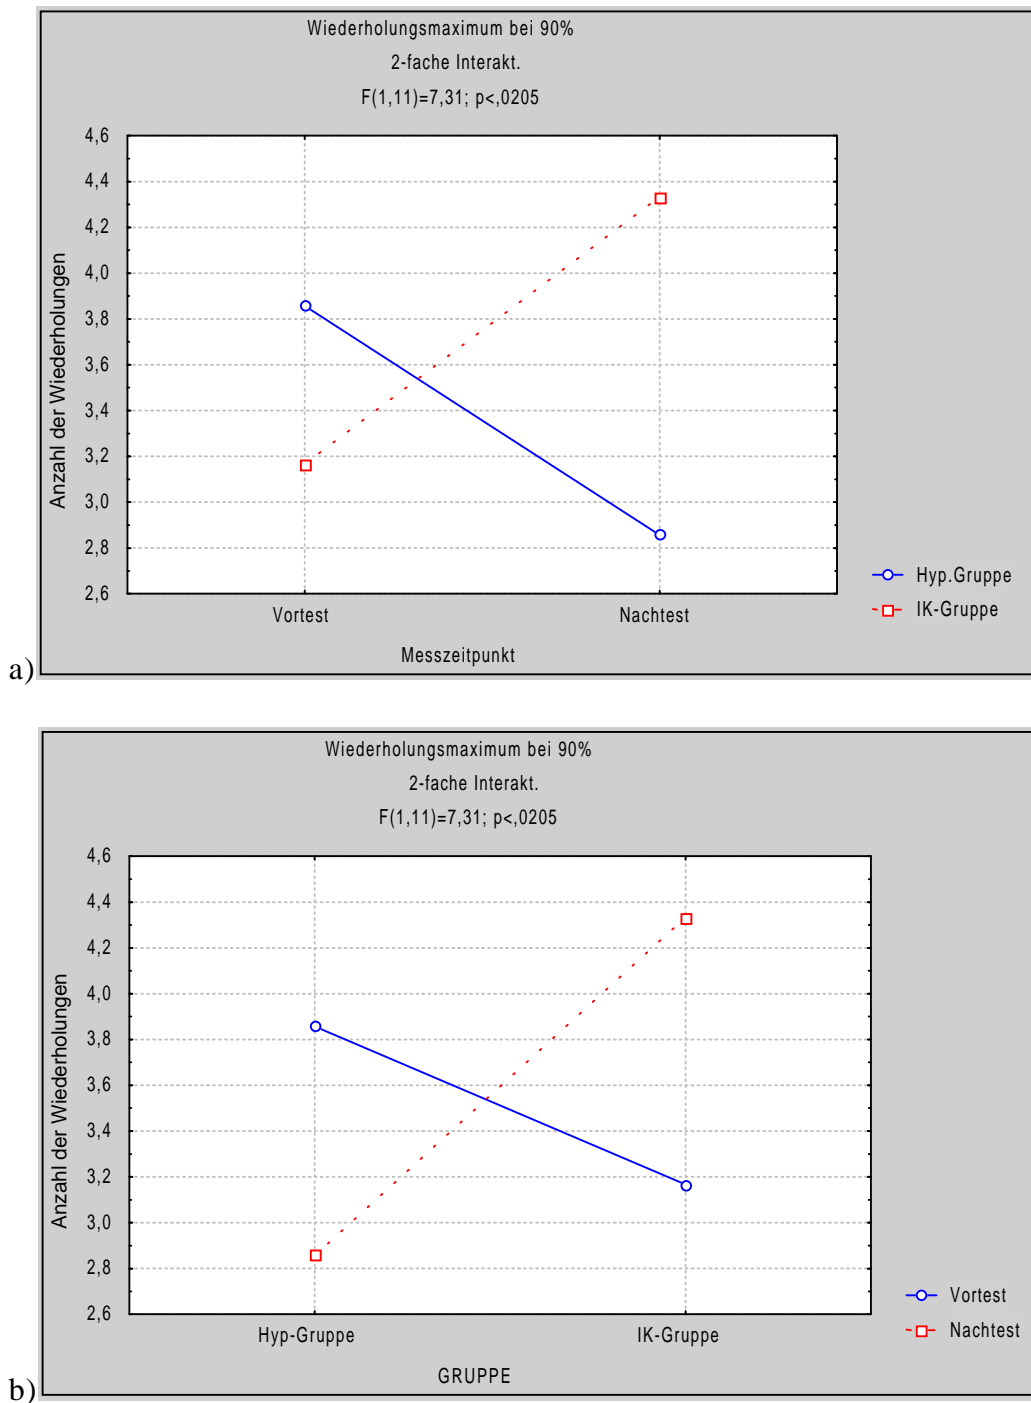 Wiederholungsmaximum bei 90%
2-fache Interakt.
F(1,11)=7,31; p<,0205
Anzahl der Wiederholungen
4,6
4,4
4,2
4,0
3,8
3,6
3,4
3,2
3,0
2,8
2,6
Vortest
Nachtest
Messzeitpunkt
Hyp.Gruppe
IK-Gruppe
a)
Wiederholungsmaximum bei 90%
2-fache Interakt.
F(1,11)=7,31; p<,0205
Anzahl der Wiederholungen
4,6
4,4
4,2
4,0
3,8
3,6
3,4
3,2
3,0
2,8
2,6
Hyp-Gruppe
IK-Gruppe
GRUPPE
Vortest
Nachtest
b)